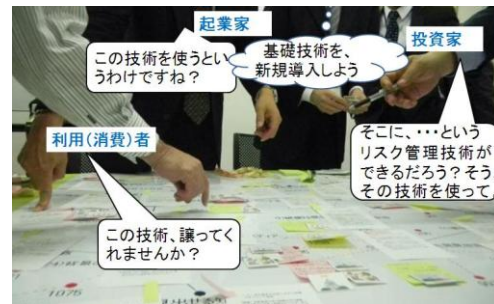 起業家
この技術を使うとい
うわけですね？
基礎技術を、
新規導入しよう
投資家
そこに、・・・という
リスク管理技術が
できるだろう？そう
その技術を使って
利用(消費)者
この技術、譲ってく
れませんか？
1075